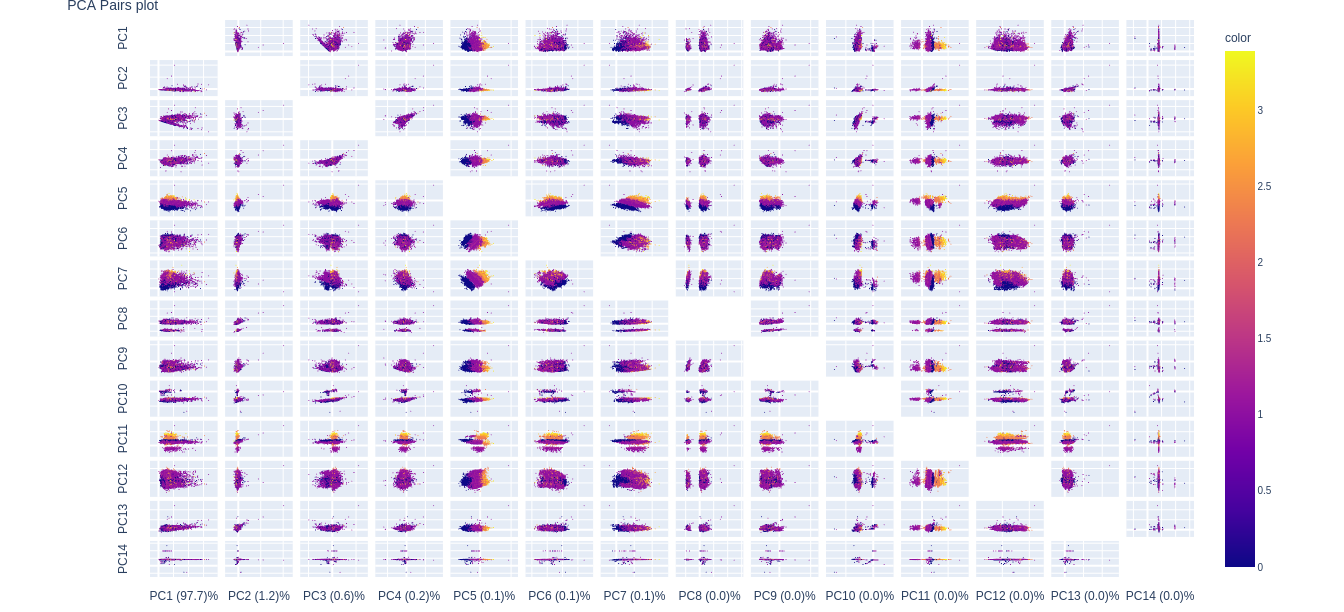 PCA Pairs plot
color
PC1
PC2
PC3
PC4
PC5
PC6
PC7
PC8
PC9
PC10
PC11
PC12
PC13
PC14
3
2.5
2
1.5
1
0.5
0
PC1 (97.7)% PC2 (1.2)% PC3 (0.6)% PC4 (0.2)% PC5 (0.1)% PC6 (0.1)% PC7 (0.1)% PC8 (0.0)% PC9 (0.0)% PC10 (0.0)% PC11 (0.0)% PC12 (0.0)% PC13 (0.0)% PC14 (0.0)%